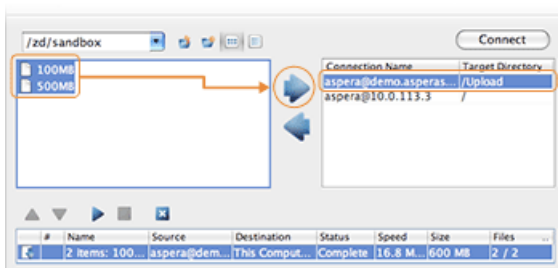 /zd/sandbox
Connect
100MB
500MB
Connection Name Target Directory
aspera@demo.asperas... /Upload
aspera@10.0.113.3 /
# Name Source Destination Status Speed Size Files ..
2 items: 100... aspera@dem... This Comput... Complete 16.8 M... 600 MB 2 / 2